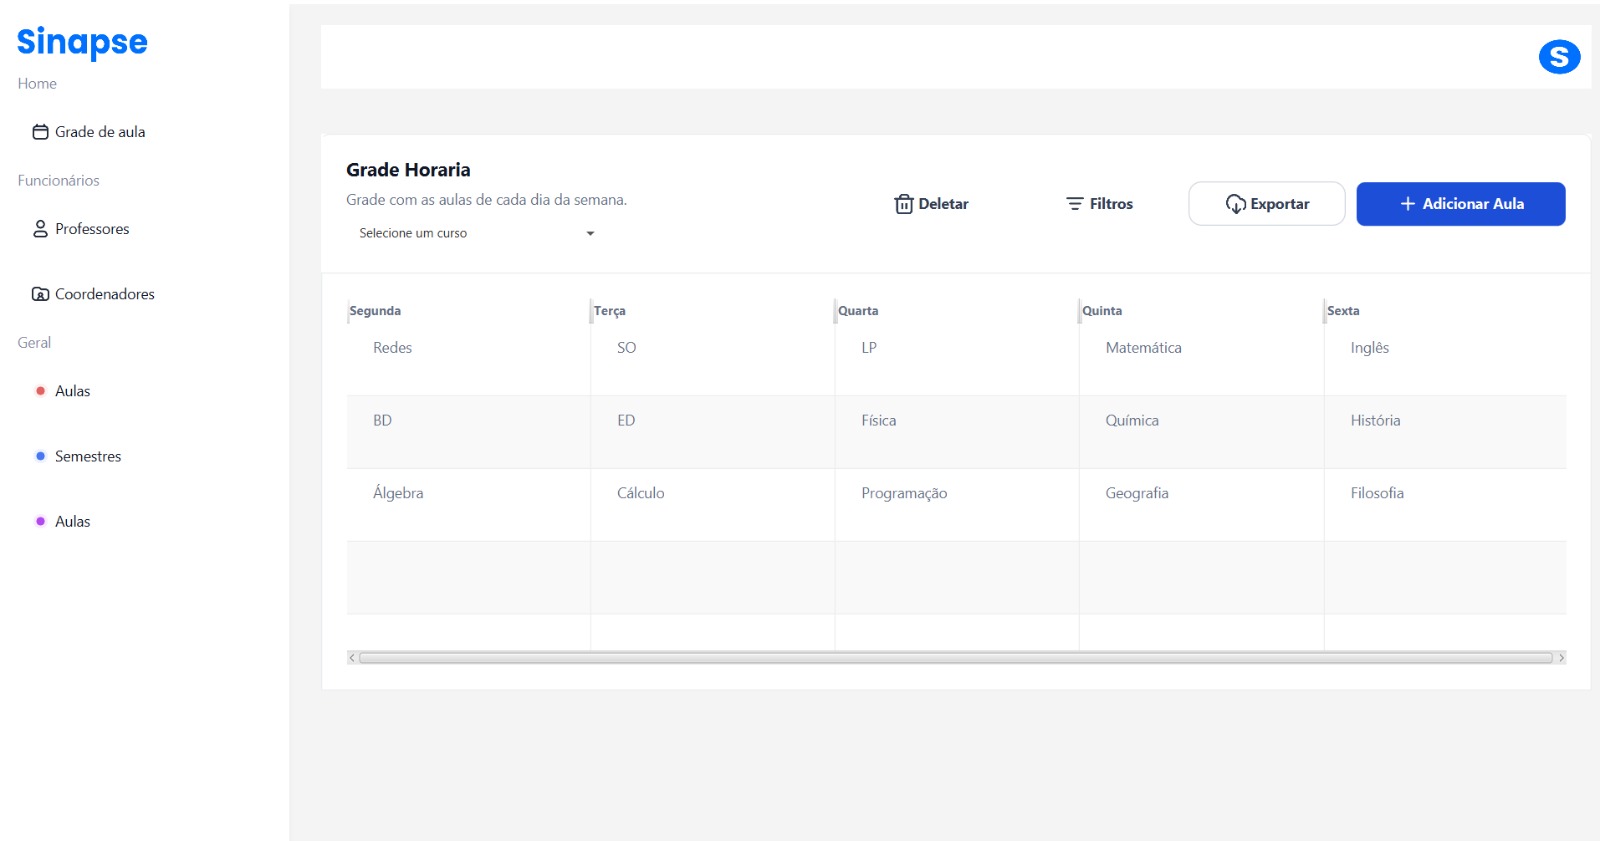 Sinapse
Home
Grade de aula
Funcionários
Professores
Coordenadores
Geral
Aulas
Semestres
Aulas
S
Grade Horaria
Grade com as aulas de cada dia da semana.
Selecione um curso
Deletar
Filtros
Exportar
Adicionar Aula
Segunda Terça Quarta Quinta Sexta
Redes SO LP Matemática Inglês
BD ED Física Química História
Álgebra Cálculo Programação Geografia Filosofia